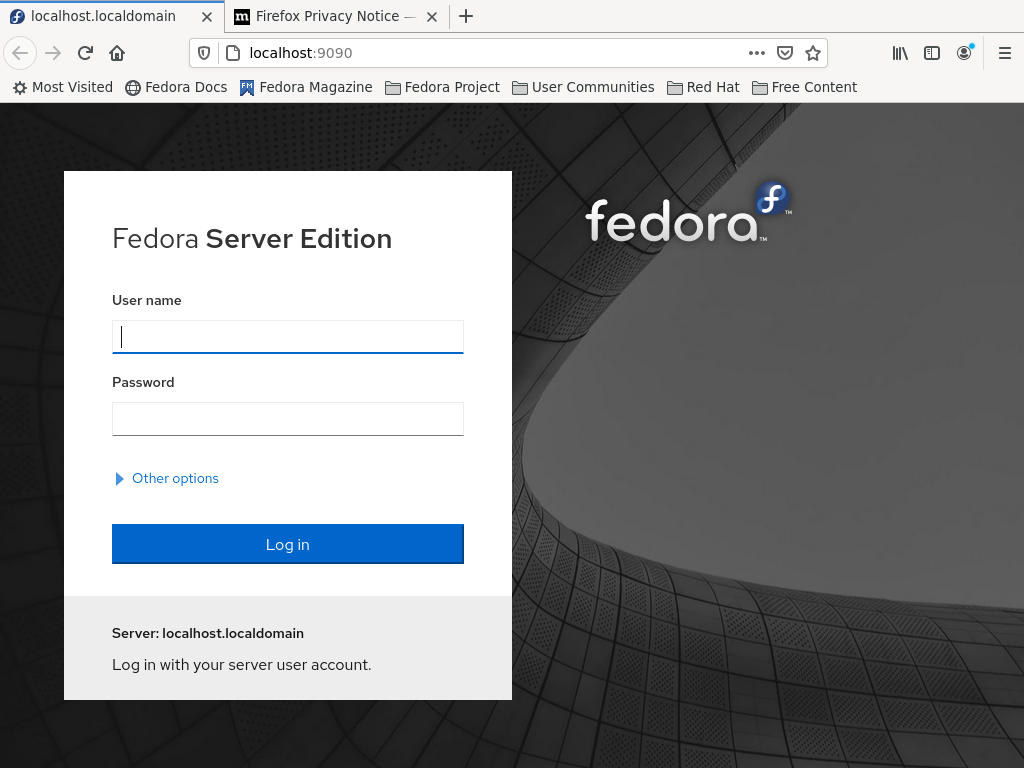 localhost.localdomain
Firefox Privacy Notice —
localhost:9090
Most Visited Fedora Docs Fedora Magazine Fedora Project User Communities Red Hat Free Content
fedora
Fedora Server Edition
User name
Password
Other options
Log in
Server: localhost.localdomain
Log in with your server user account.